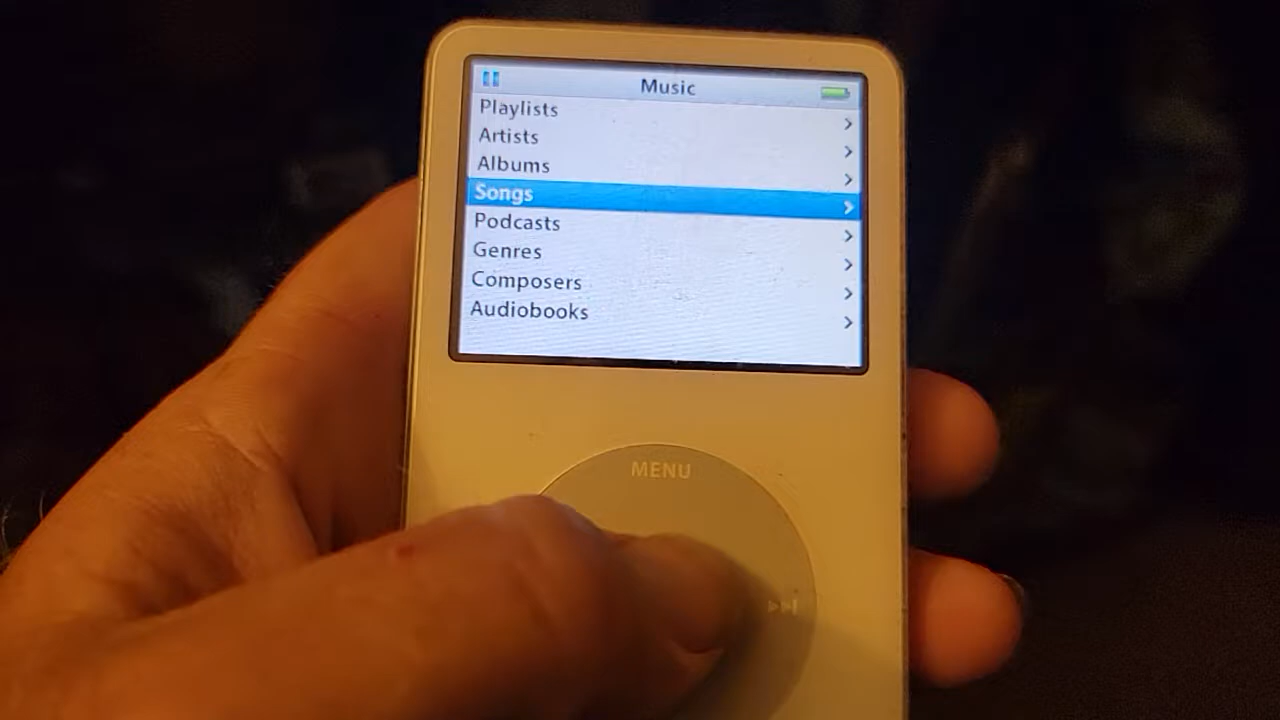 Music
Playlists
Artists
Albums
Songs
Podcasts
Genres
Composers
Audiobooks
MENU